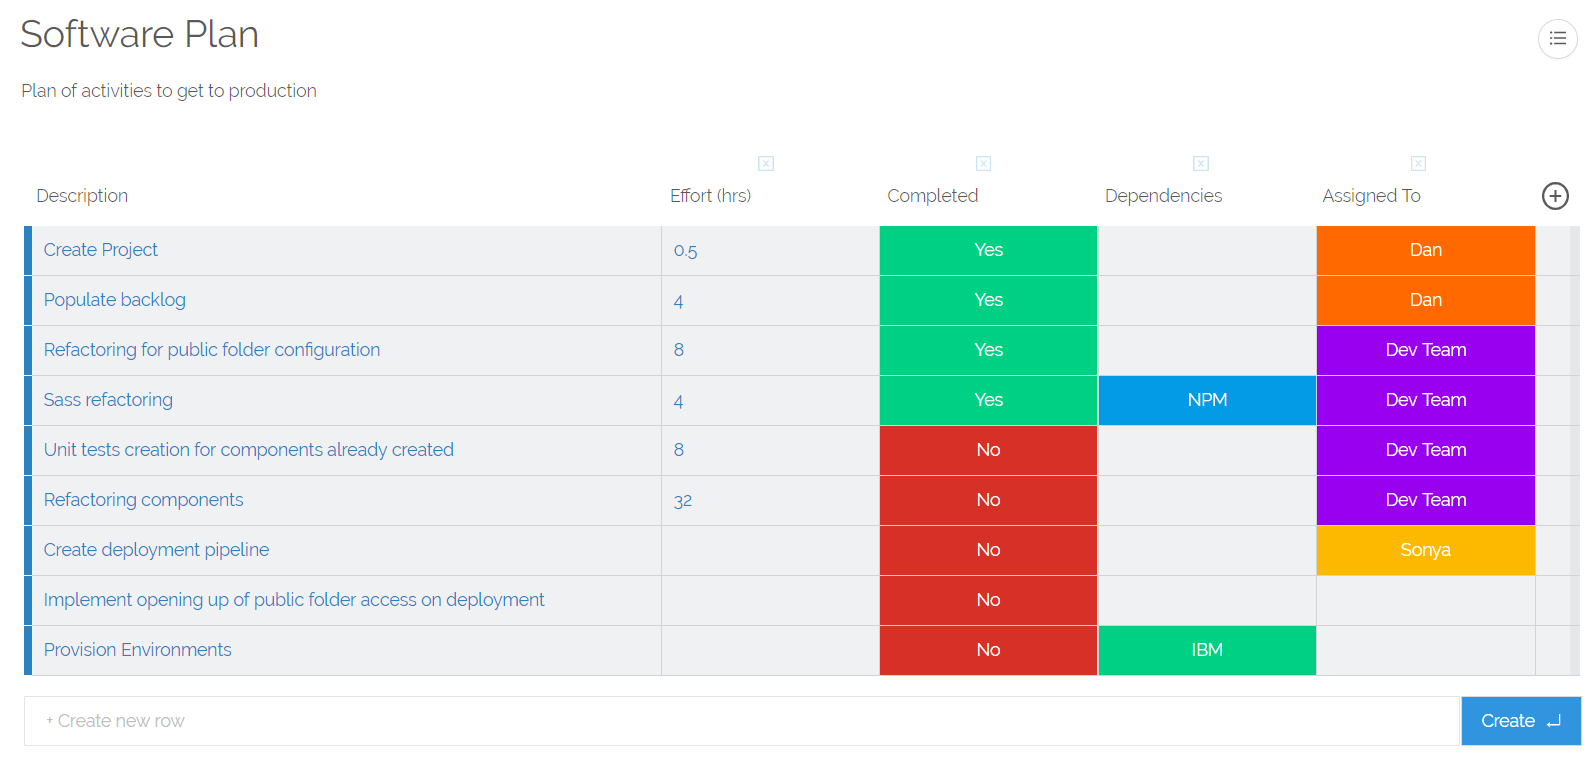 Software Plan
Plan of activities to get to production
Description Effort (hrs) Completed Dependencies Assigned To
Create Project 0.5 Yes Dan
Populate backlog 4 Yes Dan
Refactoring for public folder configuration 8 Yes Dev Team
Sass refactoring 4 Yes NPM Dev Team
Unit tests creation for components already created 8 No Dev Team
Refactoring components 32 No Dev Team
Create deployment pipeline No Sonya
Implement opening up of public folder access on deployment No
Provision Environments No IBM
+ Create new row Create